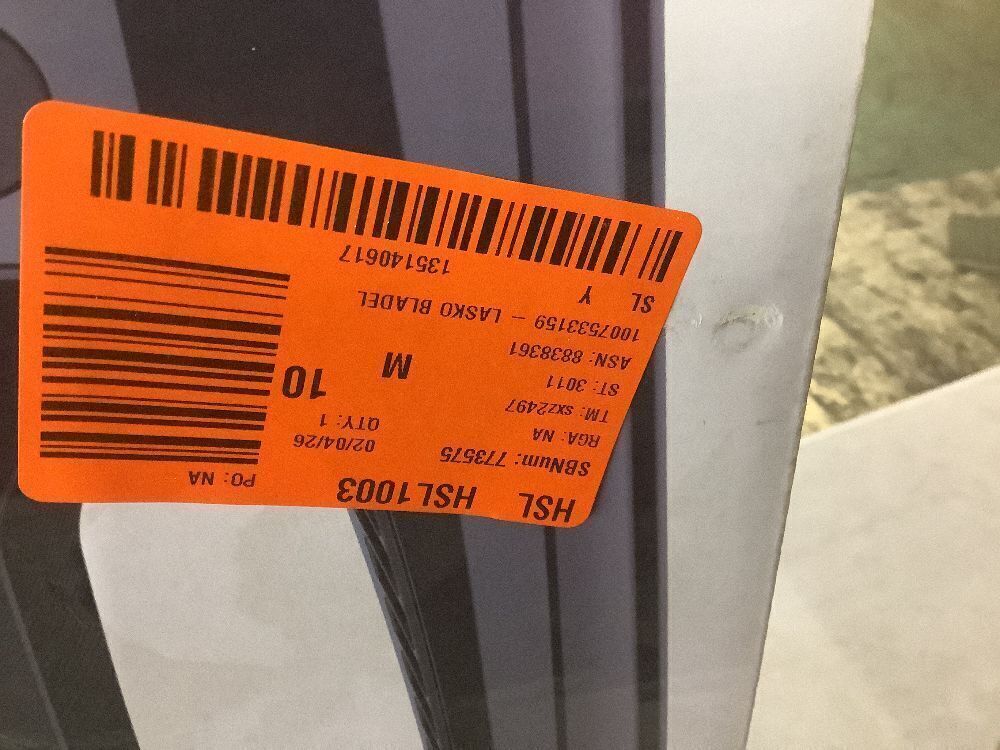 HSL HSL1003
SBNum: 773575
RGA: NA
TM: sxz2497
ST: 3011
ASN: 8838361
1007533159 - LASKO BLADEL
SL Y
135140617
PO: NA
02/04/26
QTY: 1
M 10